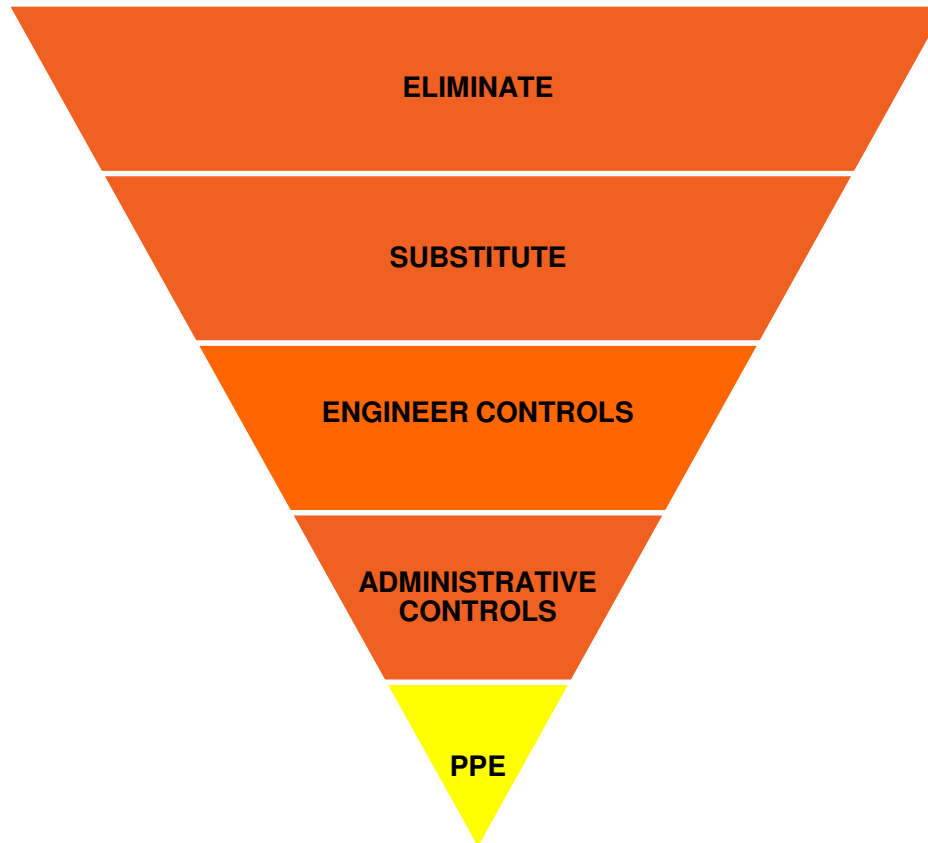 ELIMINATE
SUBSTITUTE
ENGINEER CONTROLS
ADMINISTRATIVE
CONTROLS
PPE